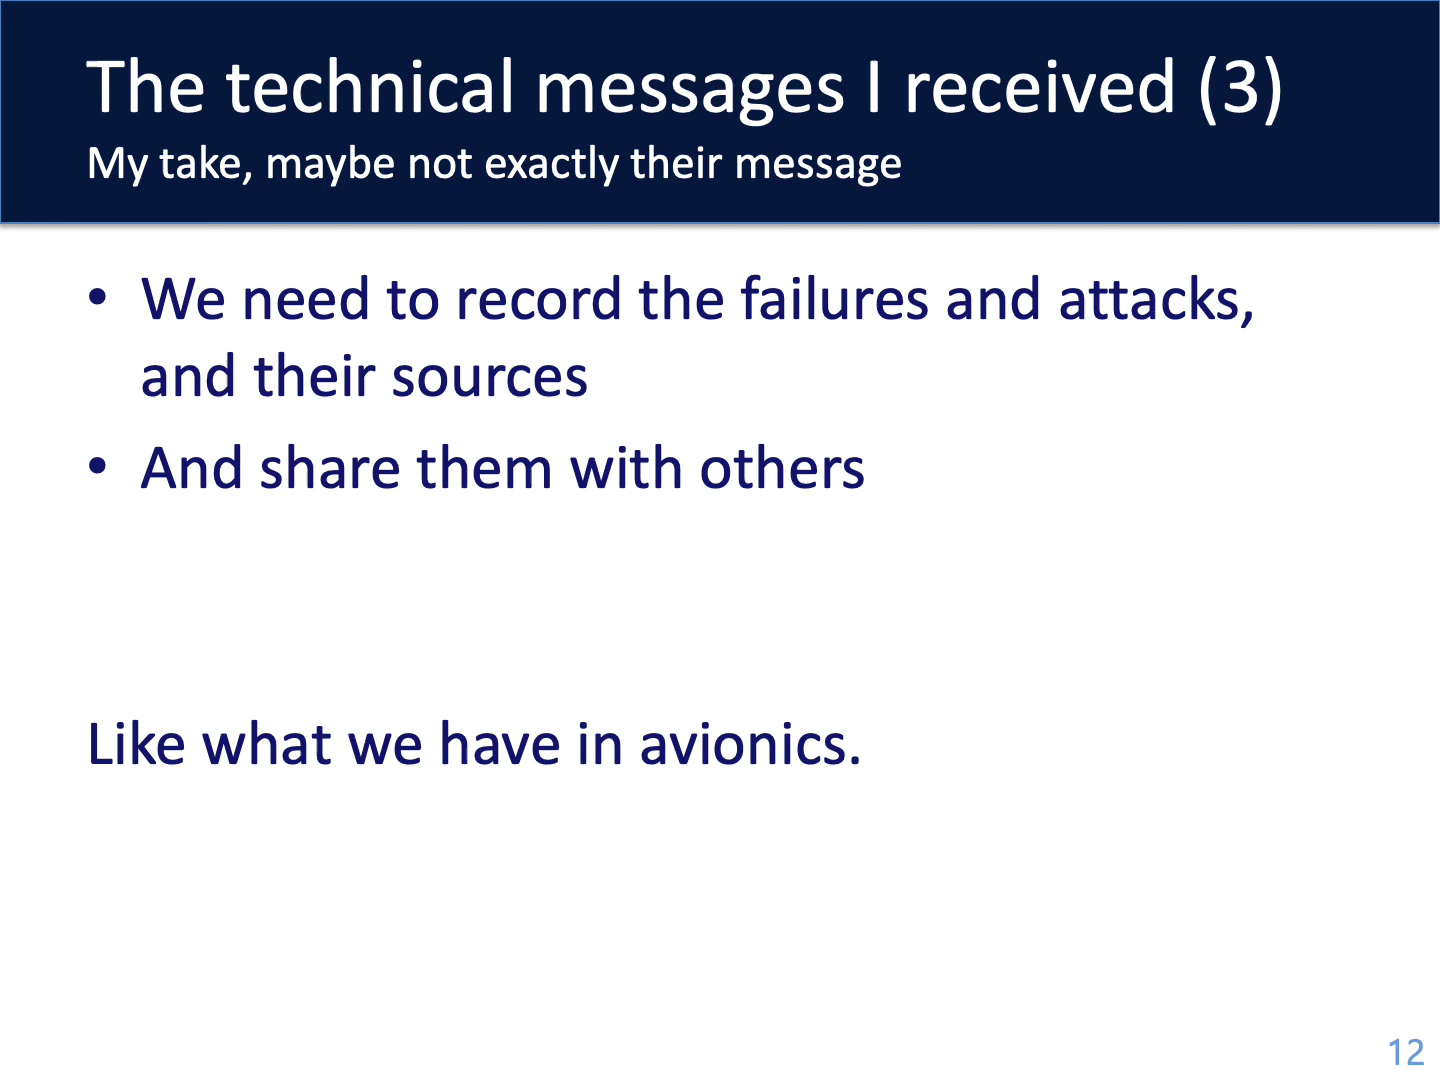 The technical messages I received (3)
My take, maybe not exactly their message
• We need to record the failures and attacks,
and their sources
• And share them with others
Like what we have in avionics.
12